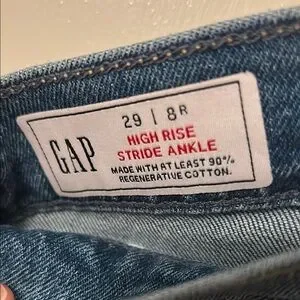 GAP
29 | 8R
HIGH RISE
STRIDE ANKLE
MADE WITH AT LEAST 90%
REGENERATIVE COTTON.